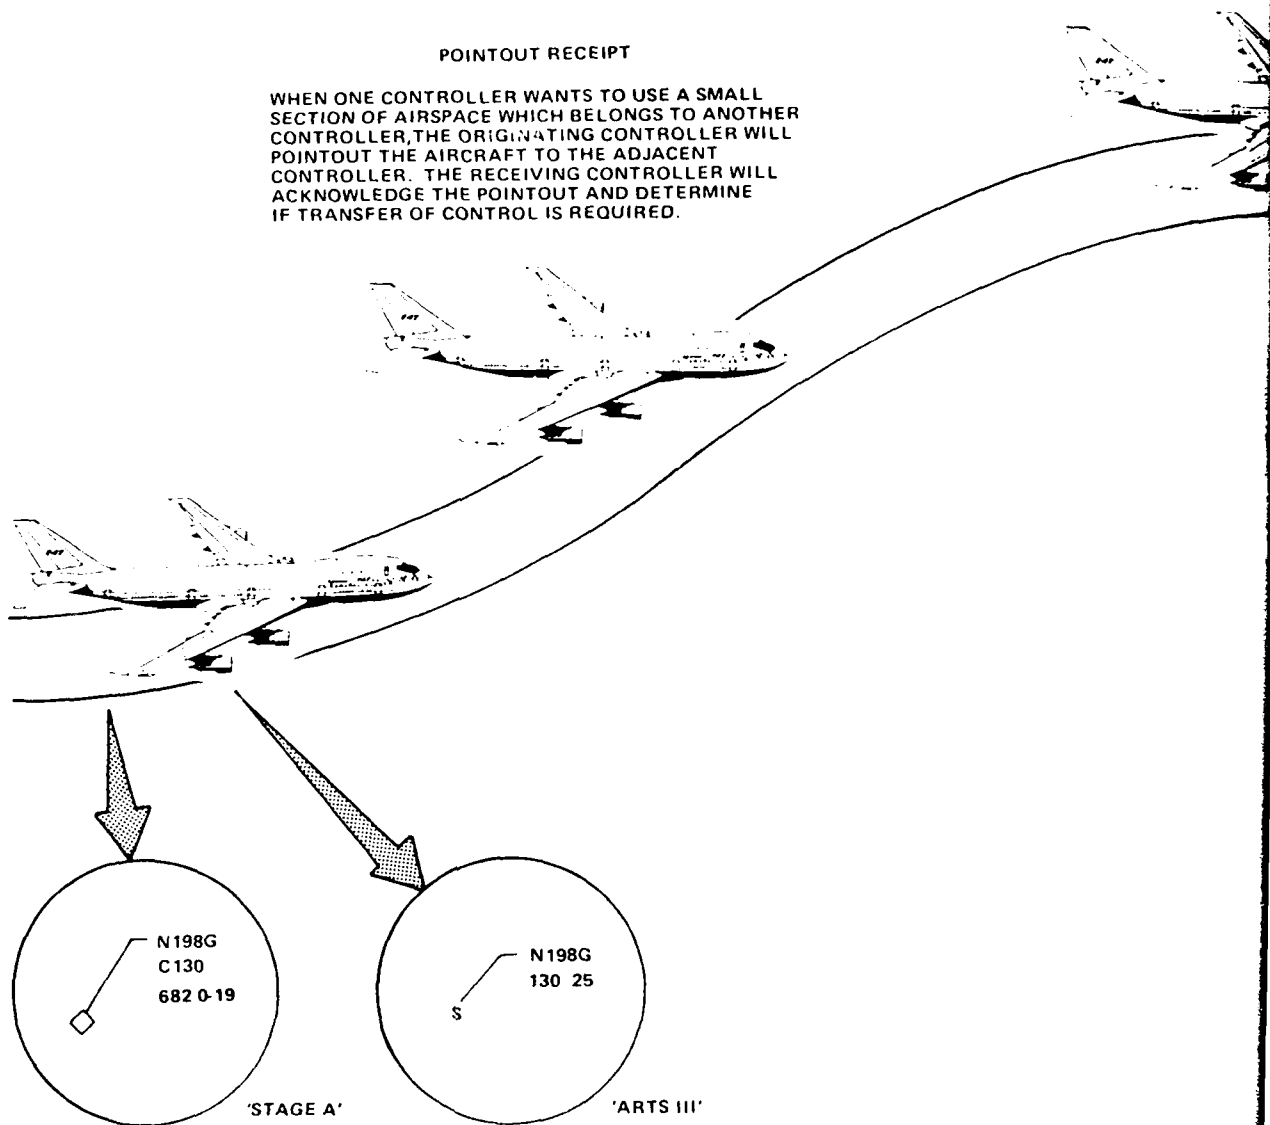 POINTOUT RECEIPT
WHEN ONE CONTROLLER WANTS TO USE A SMALL
SECTION OF AIRSPACE WHICH BELONGS TO ANOTHER
CONTROLLER, THE ORIGINATING CONTROLLER WILL
POINTOUT THE AIRCRAFT TO THE ADJACENT
CONTROLLER. THE RECEIVING CONTROLLER WILL
ACKNOWLEDGE THE POINTOUT AND DETERMINE
IF TRANSFER OF CONTROL IS REQUIRED.
N198G
C130
682 0-19
'STAGE A'
N198G
130 25
S
'ARTS III'